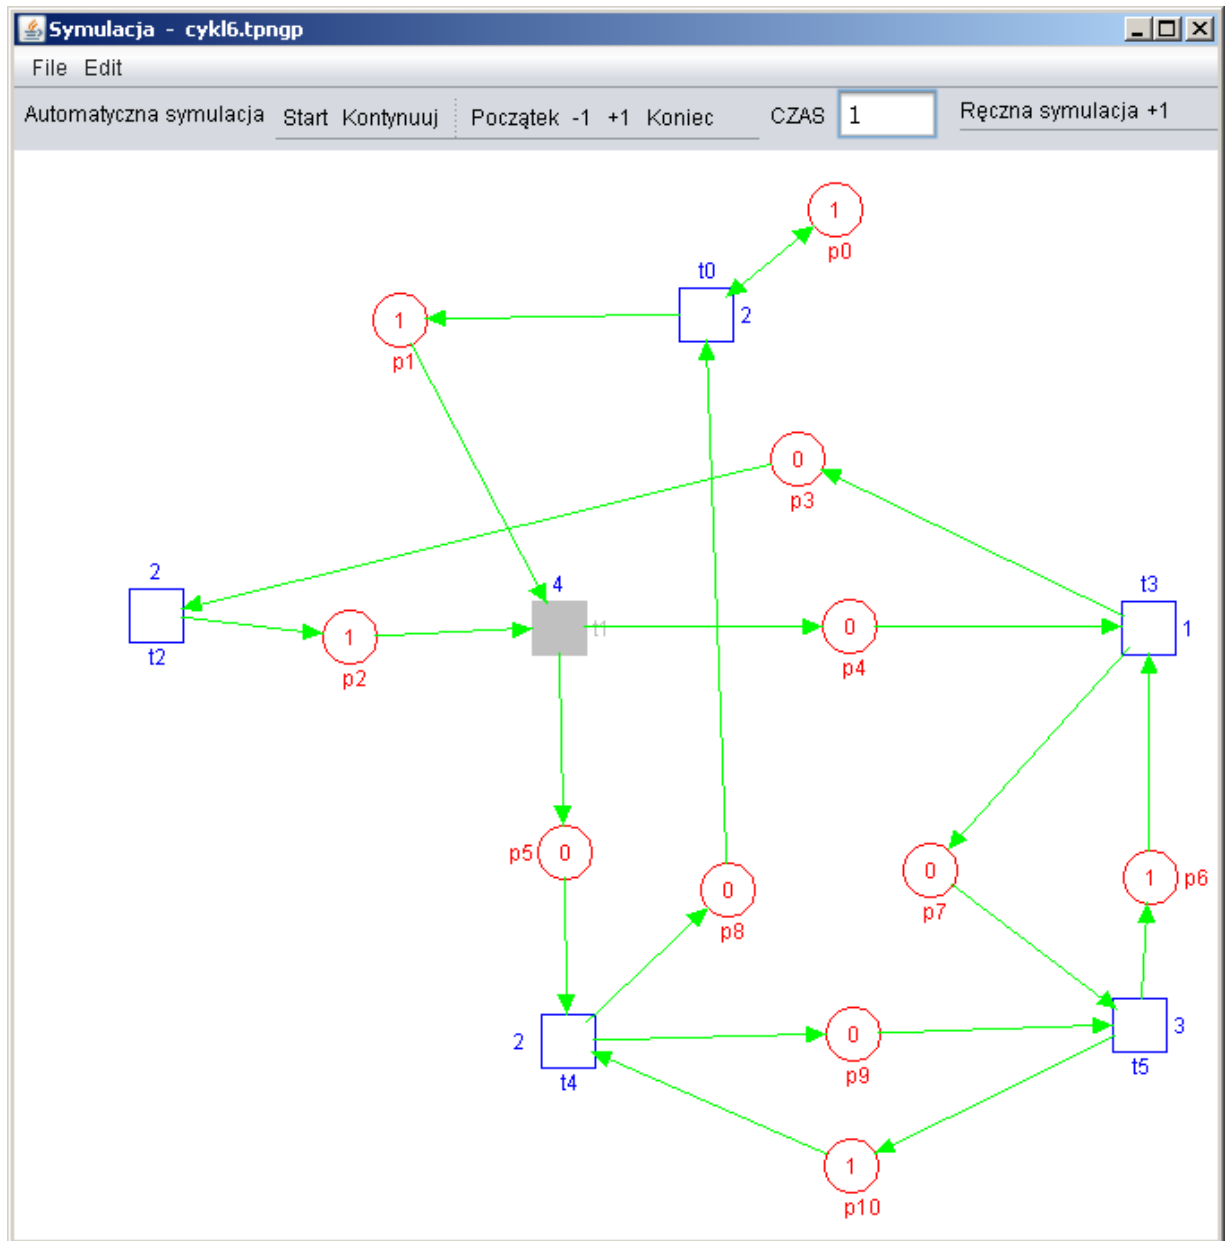 Symulacja - cykl6.tpngp
File Edit
Automatyczna symulacja Start Kontynuuj Początek -1 +1 Koniec CZAS 1 Ręczna symulacja +1
1
p0
t0
2
1
p1
0
p3
2
t2
1
p2
4
t1
0
p4
t3
1
p5 0
0
p8
0
p7
1 p6
2
t4
0
p9
3
t5
1
p10